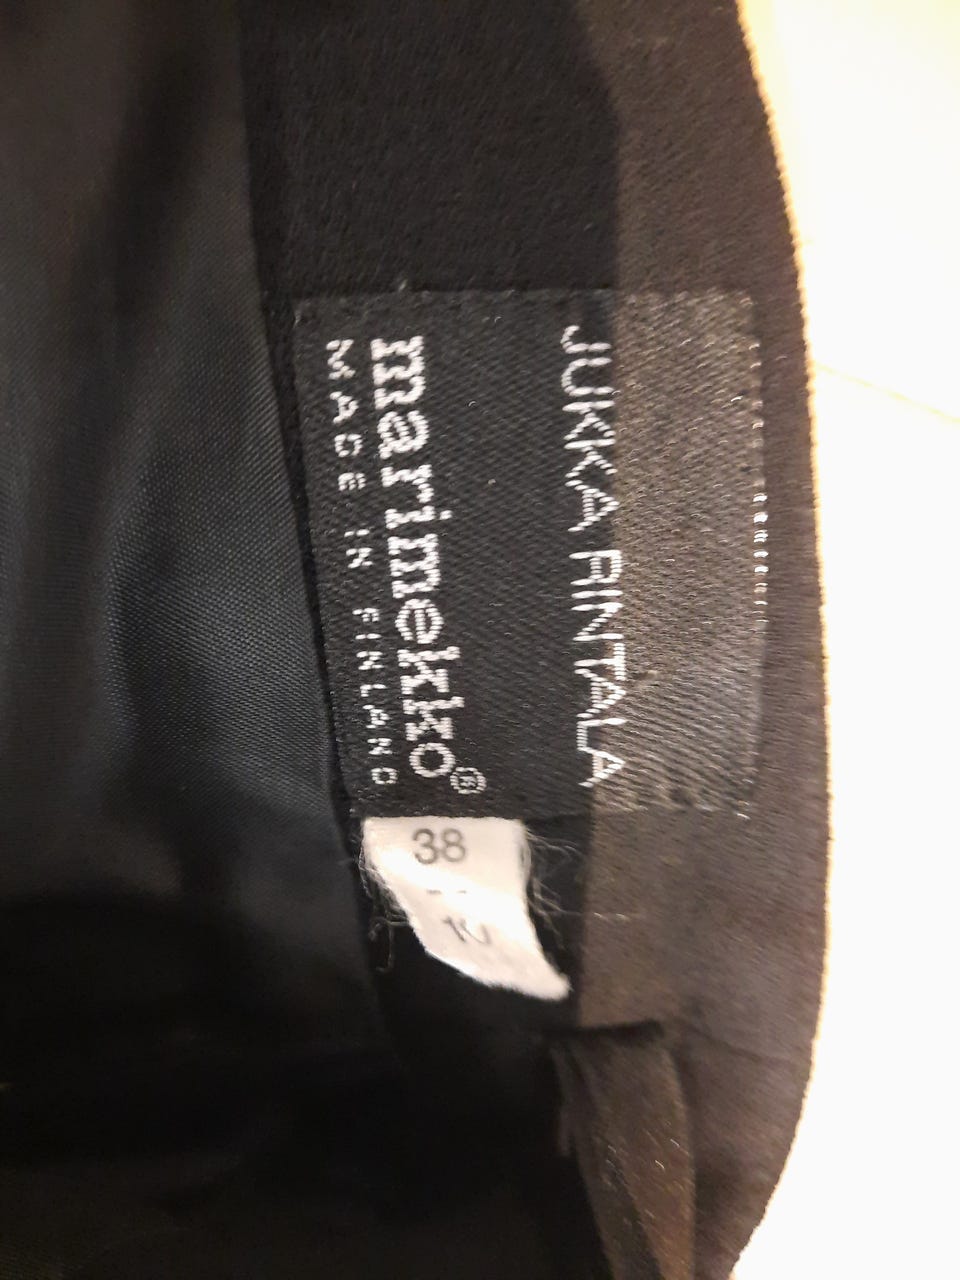 JUKKA RINTALA
marimekko®
MADE IN FINLAND
38